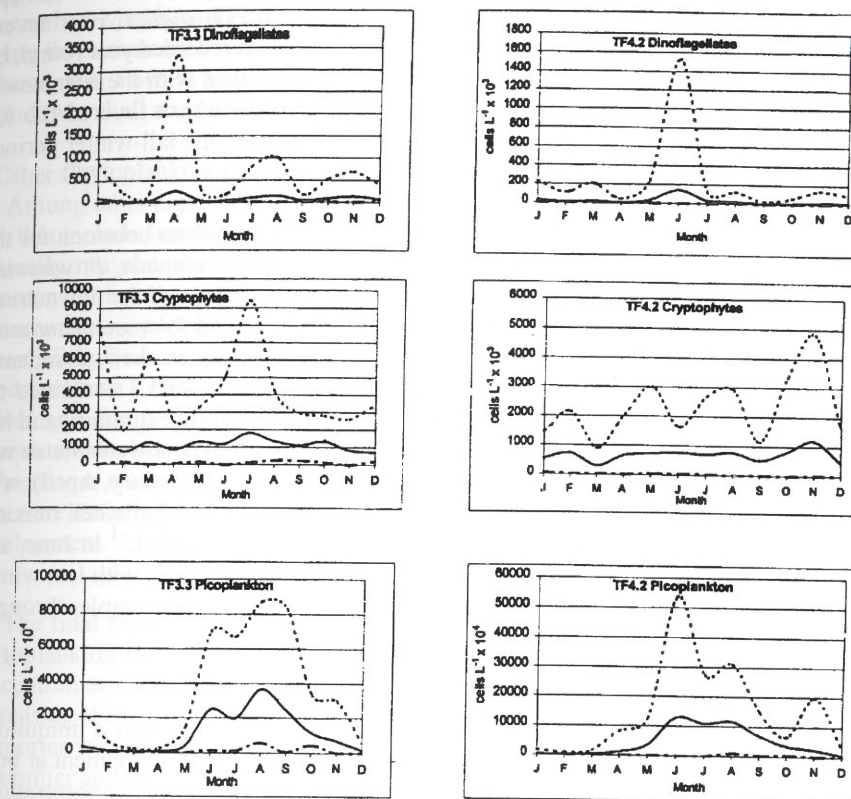 TF3.3 Dinoflagellates
cells L⁻¹ x 10³
4000
3500
3000
2500
2000
1500
1000
500
0
J F M A M J J A S O N D
Month
TF4.2 Dinoflagellates
cells L⁻¹ x 10³
1800
1600
1400
1200
1000
800
600
400
200
0
J F M A M J J A S O N D
Month
TF3.3 Cryptophytes
cells L⁻¹ x 10³
10000
9000
8000
7000
6000
5000
4000
3000
2000
1000
0
J F M A M J J A S O N D
Month
TF4.2 Cryptophytes
cells L⁻¹ x 10³
6000
5000
4000
3000
2000
1000
0
J F M A M J J A S O N D
Month
TF3.3 Picoplankton
cells L⁻¹ x 10⁴
100000
80000
60000
40000
20000
0
J F M A M J J A S O N D
Month
TF4.2 Picoplankton
cells L⁻¹ x 10⁴
60000
50000
40000
30000
20000
10000
0
J F M A M J J A S O N D
Month